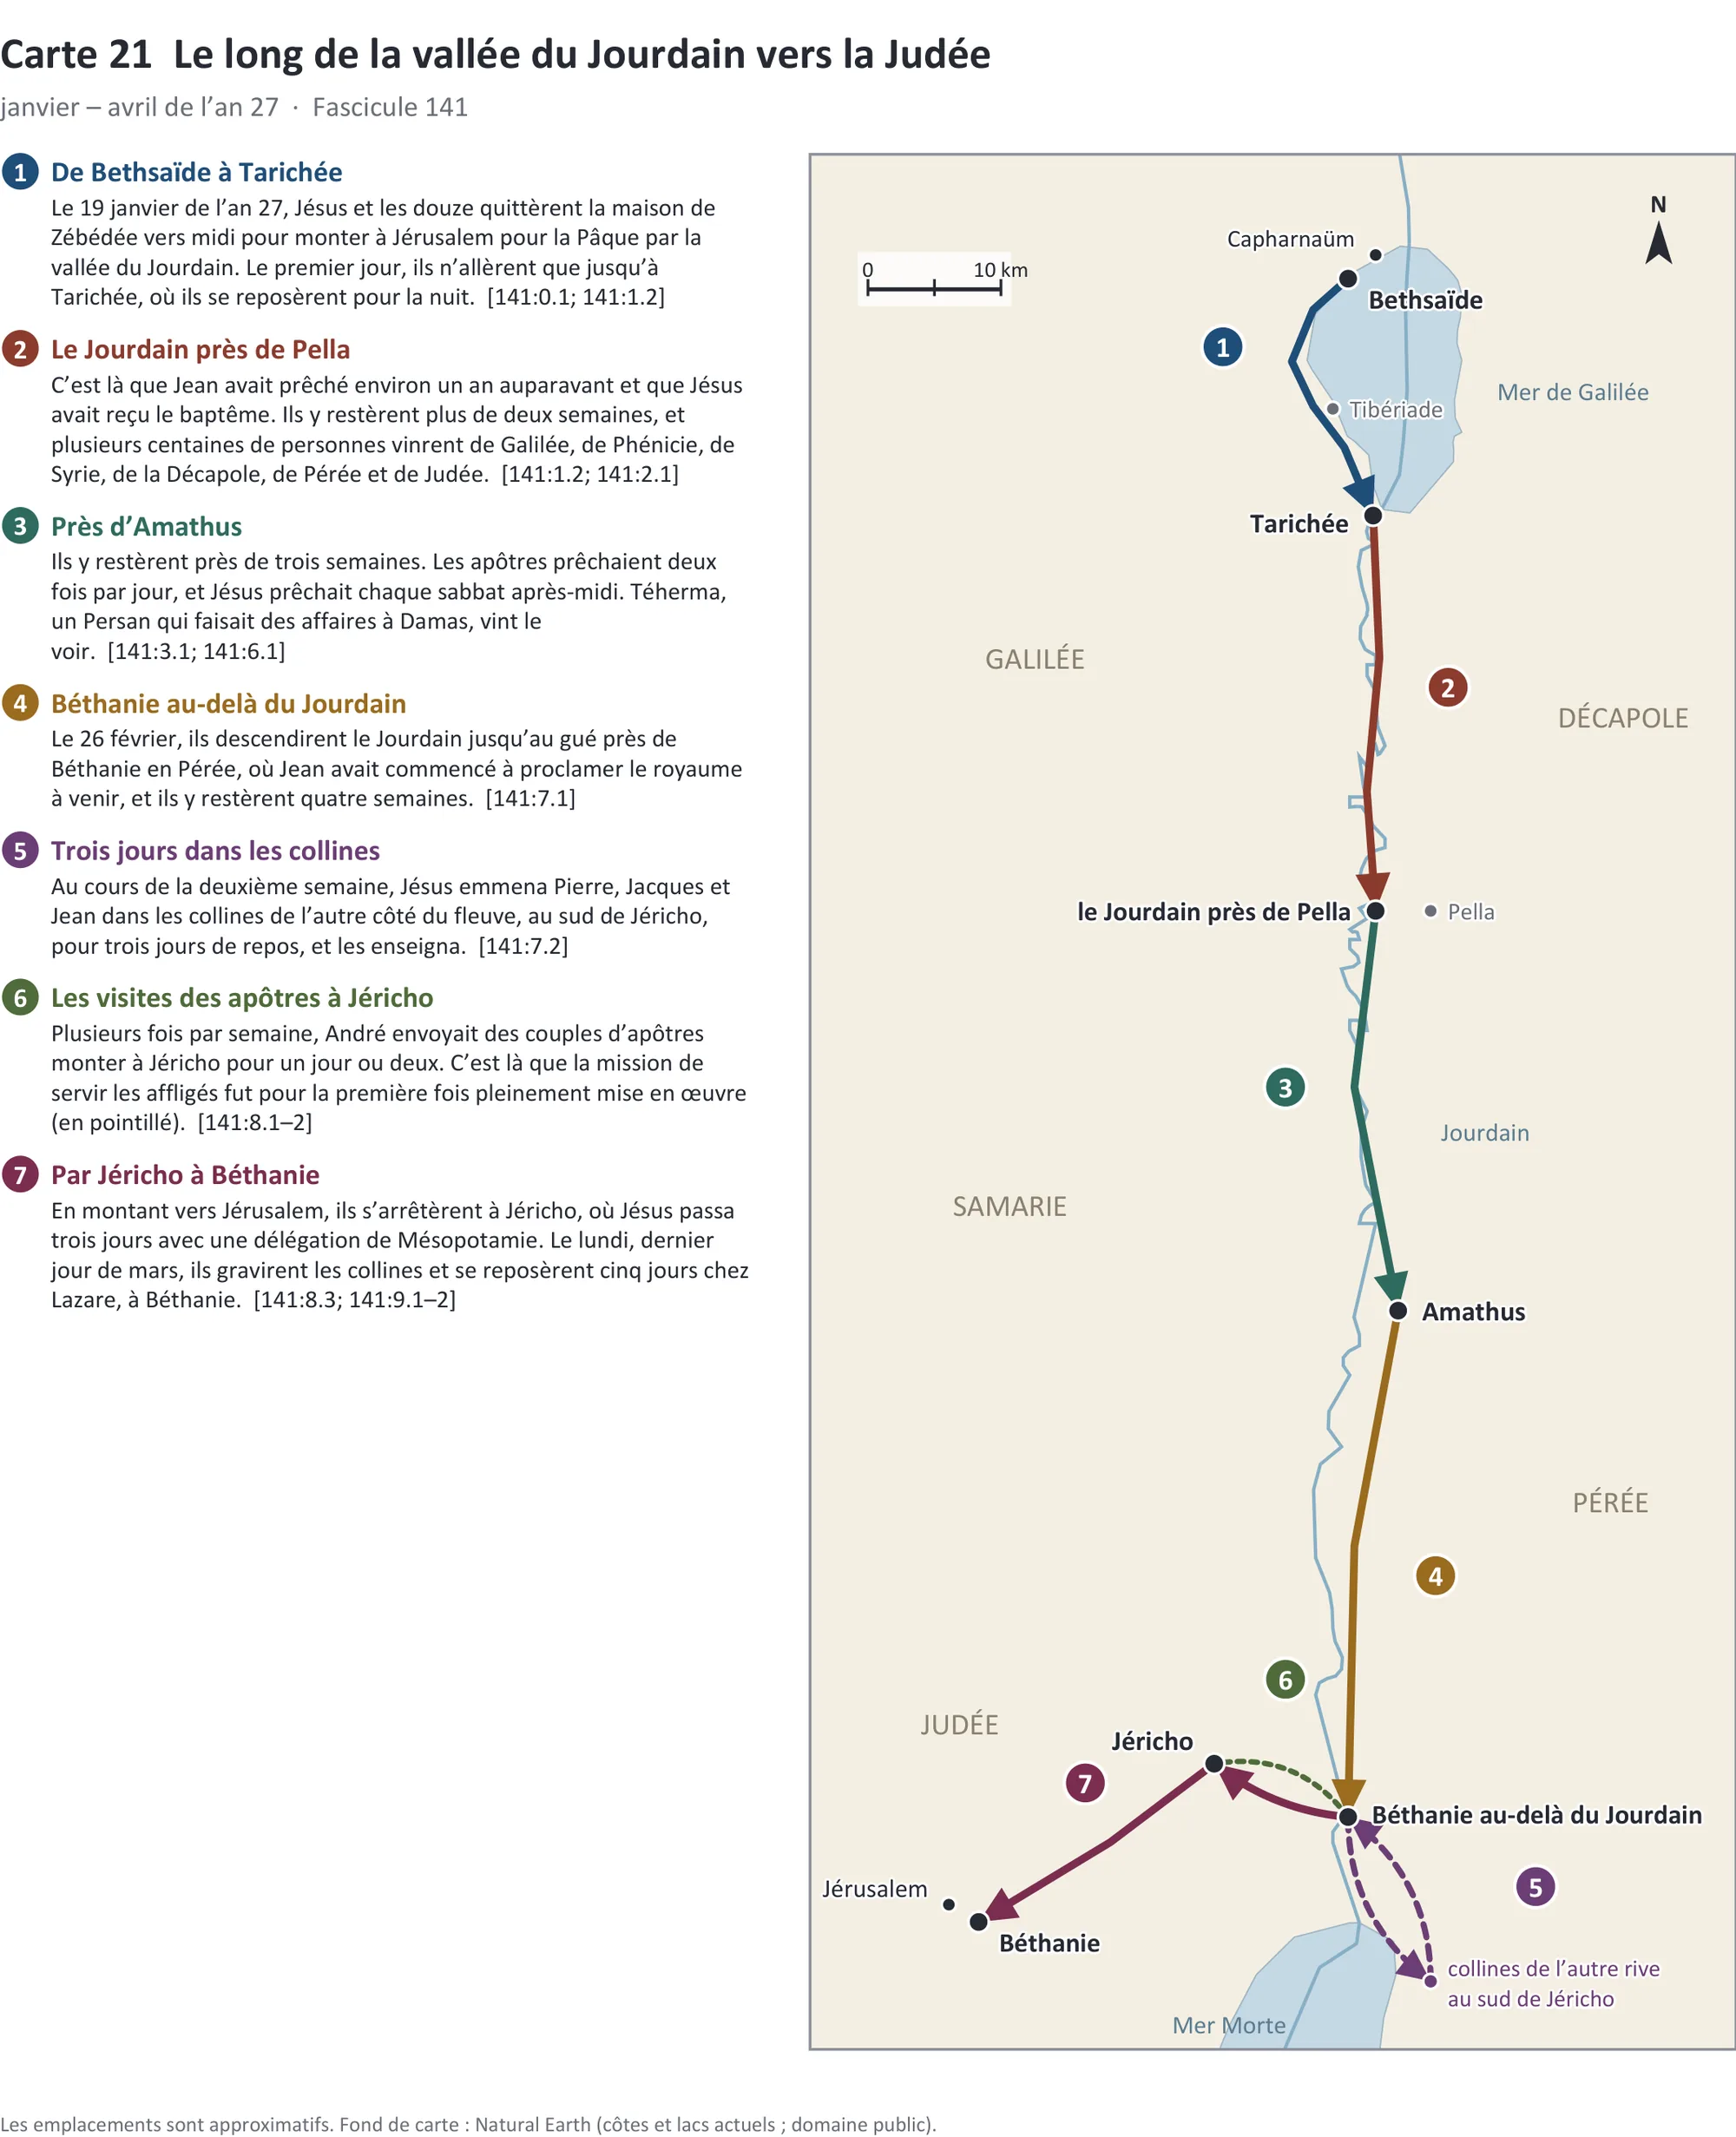 Carte 21  Le long de la vallée du Jourdain vers la Judée
janvier – avril de l’an 27  ·  Fascicule 141
1 De Bethsaïde à Tarichée
Le 19 janvier de l’an 27, Jésus et les douze quittèrent la maison de
Zébédée vers midi pour monter à Jérusalem pour la Pâque par la
vallée du Jourdain. Le premier jour, ils n’allèrent que jusqu’à
Tarichée, où ils se reposèrent pour la nuit.  [141:0.1; 141:1.2]
2 Le Jourdain près de Pella
C’est là que Jean avait prêché environ un an auparavant et que Jésus
avait reçu le baptême. Ils y restèrent plus de deux semaines, et
plusieurs centaines de personnes vinrent de Galilée, de Phénicie, de
Syrie, de la Décapole, de Pérée et de Judée.  [141:1.2; 141:2.1]
3 Près d’Amathus
Ils y restèrent près de trois semaines. Les apôtres prêchaient deux
fois par jour, et Jésus prêchait chaque sabbat après-midi. Téherma,
un Persan qui faisait des affaires à Damas, vint le
voir.  [141:3.1; 141:6.1]
4 Béthanie au-delà du Jourdain
Le 26 février, ils descendirent le Jourdain jusqu’au gué près de
Béthanie en Pérée, où Jean avait commencé à proclamer le royaume
à venir, et ils y restèrent quatre semaines.  [141:7.1]
5 Trois jours dans les collines
Au cours de la deuxième semaine, Jésus emmena Pierre, Jacques et
Jean dans les collines de l’autre côté du fleuve, au sud de Jéricho,
pour trois jours de repos, et les enseigna.  [141:7.2]
6 Les visites des apôtres à Jéricho
Plusieurs fois par semaine, André envoyait des couples d’apôtres
monter à Jéricho pour un jour ou deux. C’est là que la mission de
servir les affligés fut pour la première fois pleinement mise en œuvre
(en pointillé).  [141:8.1–2]
7 Par Jéricho à Béthanie
En montant vers Jérusalem, ils s’arrêtèrent à Jéricho, où Jésus passa
trois jours avec une délégation de Mésopotamie. Le lundi, dernier
jour de mars, ils gravirent les collines et se reposèrent cinq jours chez
Lazare, à Béthanie.  [141:8.3; 141:9.1–2]
N
Capharnaüm
0 10 km
Bethsaïde
1
Mer de Galilée
Tibériade
Tarichée
GALILÉE
2
DÉCAPOLE
le Jourdain près de Pella
Pella
3
Jourdain
SAMARIE
Amathus
PÉRÉE
4
6
JUDÉE
Jéricho
7
Béthanie au-delà du Jourdain
5
Jérusalem
Béthanie
collines de l’autre rive
au sud de Jéricho
Mer Morte
Les emplacements sont approximatifs. Fond de carte : Natural Earth (côtes et lacs actuels ; domaine public).